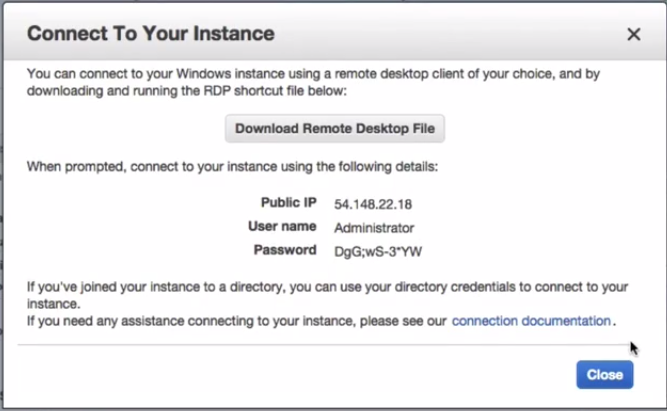 Connect To Your Instance
You can connect to your Windows instance using a remote desktop client of your choice, and by
downloading and running the RDP shortcut file below:
Download Remote Desktop File
When prompted, connect to your instance using the following details:
Public IP 54.148.22.18
User name Administrator
Password DgG;wS-3*YW
If you've joined your instance to a directory, you can use your directory credentials to connect to your
instance.
If you need any assistance connecting to your instance, please see our connection documentation.
Close